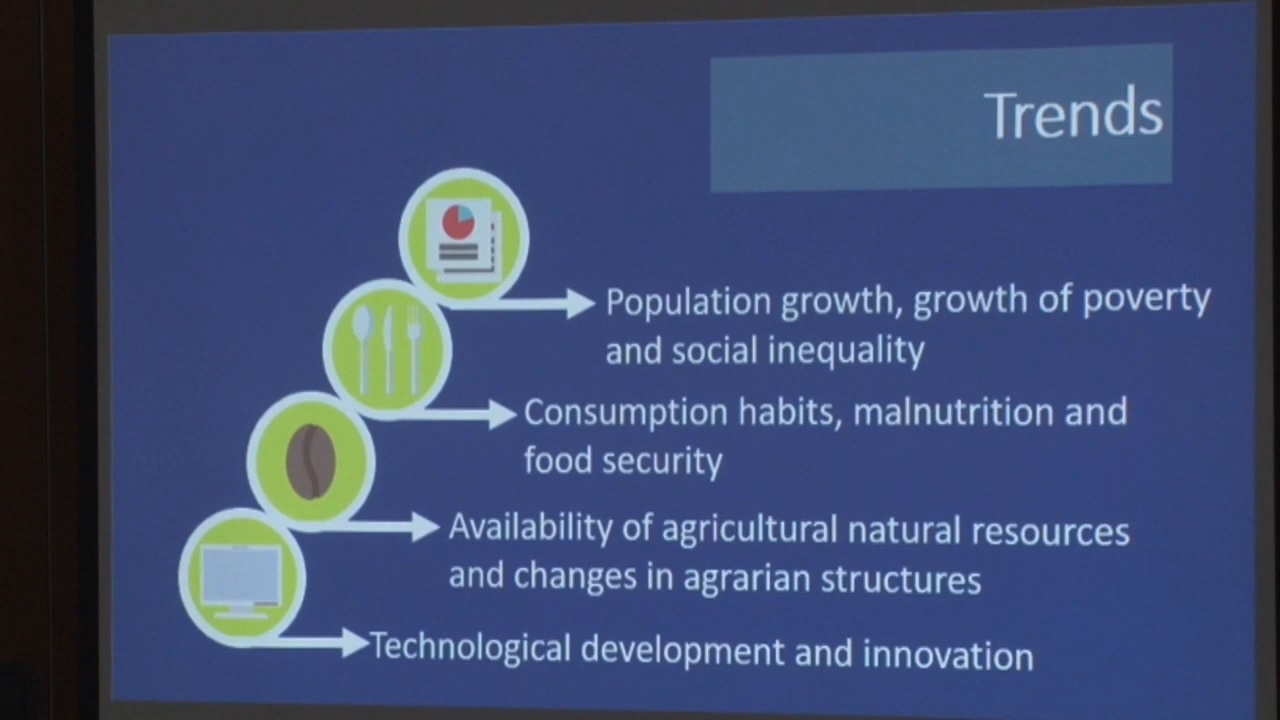 Trends
Population growth, growth of poverty
and social inequality
Consumption habits, malnutrition and
food security
Availability of agricultural natural resources
and changes in agrarian structures
Technological development and innovation